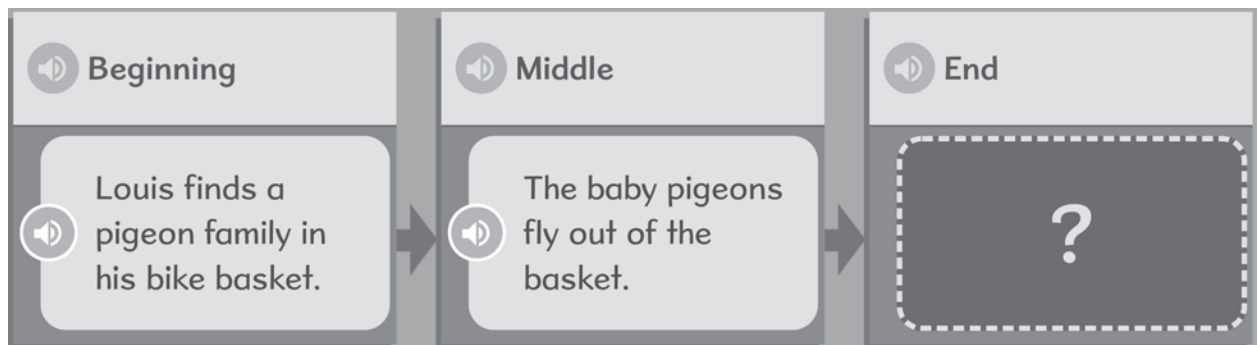 Beginning
Louis finds a
pigeon family in
his bike basket.
Middle
The baby pigeons
fly out of the
basket.
End
?